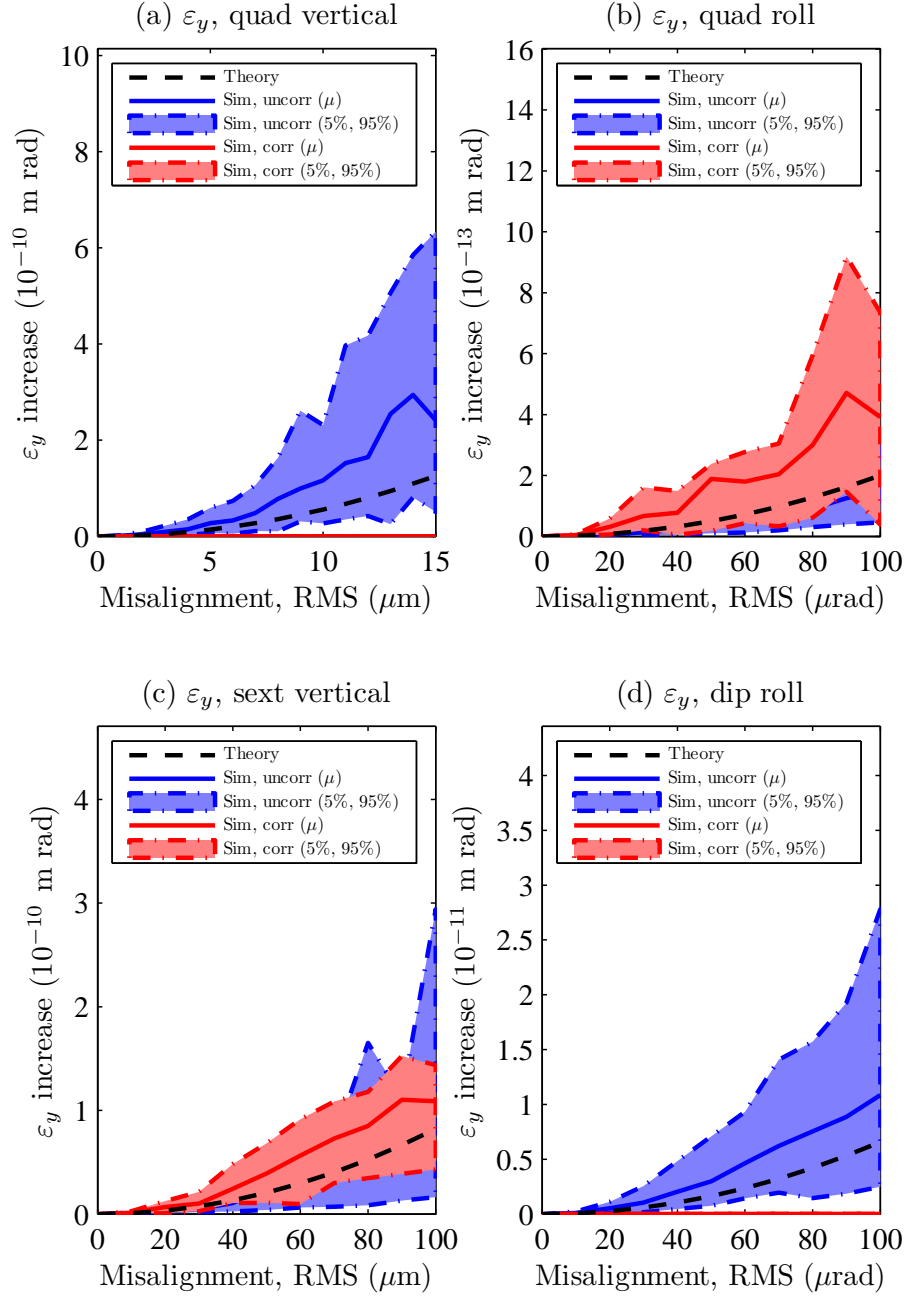 (a) εy, quad vertical
εy increase (10−10 m rad)
10
8
6
4
2
0
Theory
Sim, uncorr (μ)
Sim, uncorr (5%, 95%)
Sim, corr (μ)
Sim, corr (5%, 95%)
0 5 10 15
Misalignment, RMS (μm)
(b) εy, quad roll
εy increase (10−13 m rad)
16
14
12
10
8
6
4
2
0
Theory
Sim, uncorr (μ)
Sim, uncorr (5%, 95%)
Sim, corr (μ)
Sim, corr (5%, 95%)
0 20 40 60 80 100
Misalignment, RMS (μrad)
(c) εy, sext vertical
εy increase (10−10 m rad)
4
3
2
1
0
Theory
Sim, uncorr (μ)
Sim, uncorr (5%, 95%)
Sim, corr (μ)
Sim, corr (5%, 95%)
0 20 40 60 80 100
Misalignment, RMS (μm)
(d) εy, dip roll
εy increase (10−11 m rad)
4
3.5
3
2.5
2
1.5
1
0.5
0
Theory
Sim, uncorr (μ)
Sim, uncorr (5%, 95%)
Sim, corr (μ)
Sim, corr (5%, 95%)
0 20 40 60 80 100
Misalignment, RMS (μrad)